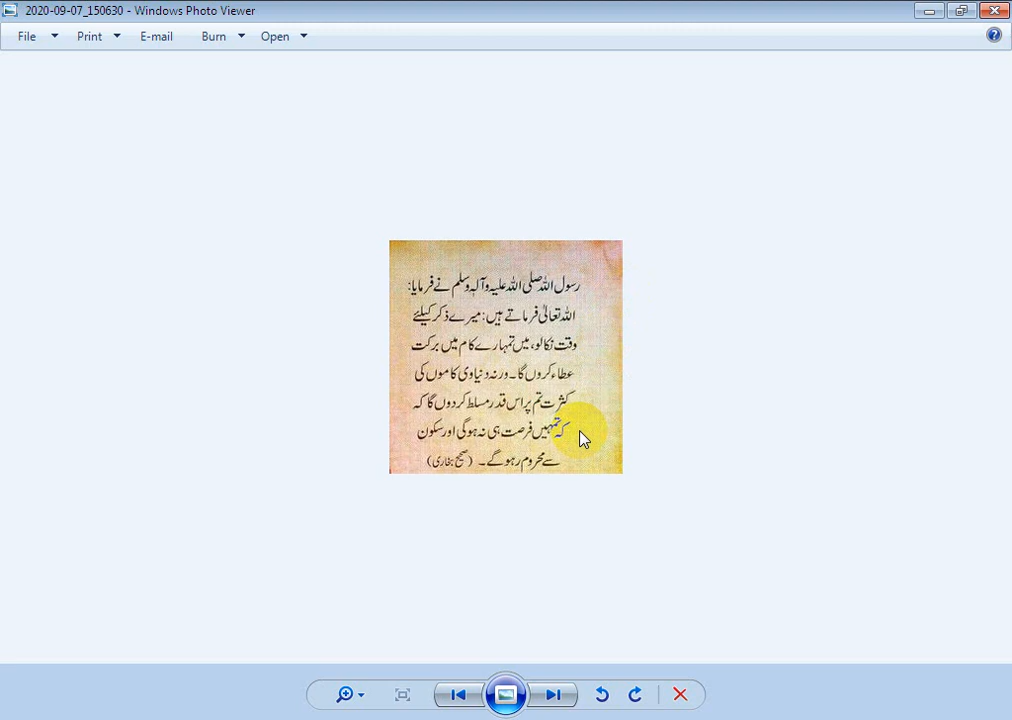 2020-09-07_150630 - Windows Photo Viewer
File Print E-mail Burn Open
رسول اللہ صلی اللہ علیہ وآلہ وسلم نے فرمایا:
اللہ تعالیٰ فرماتے ہیں: میرے ذکر کیلئے
وقت نکالو، میں تمہارے کام میں برکت
عطاء کروں گا۔ ورنہ دنیاوی کاموں کی
کثرت تم پر اس قدر مسلط کر دوں گا کہ
کہ تمہیں فرصت ہی نہ ہوگی اور سکون
سے محروم رہو گے۔ (صحیح بخاری)